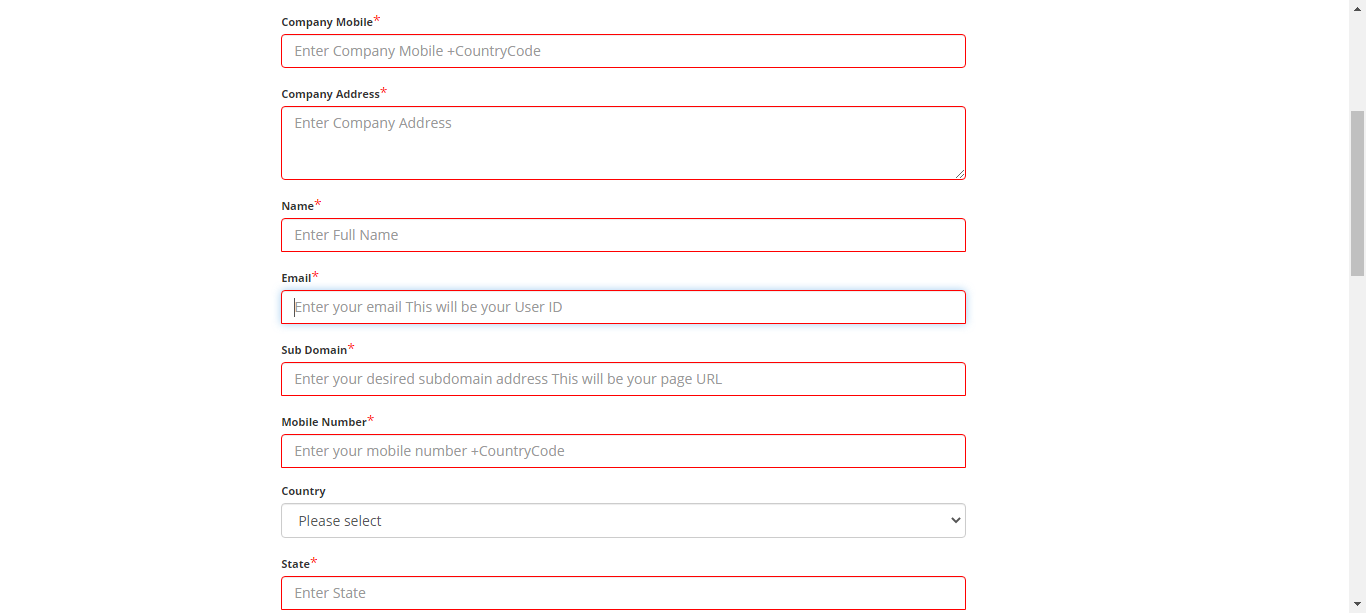 Company Mobile*
Enter Company Mobile +CountryCode
Company Address*
Enter Company Address
Name*
Enter Full Name
Email*
Enter your email This will be your User ID
Sub Domain*
Enter your desired subdomain address This will be your page URL
Mobile Number*
Enter your mobile number +CountryCode
Country
Please select
State*
Enter State